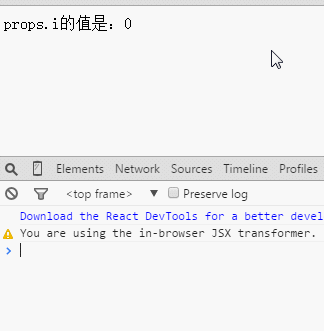 props.i的值是：0
Elements Network Sources Timeline Profiles
<top frame> Preserve log
Download the React DevTools for a better devel
You are using the in-browser JSX transformer.